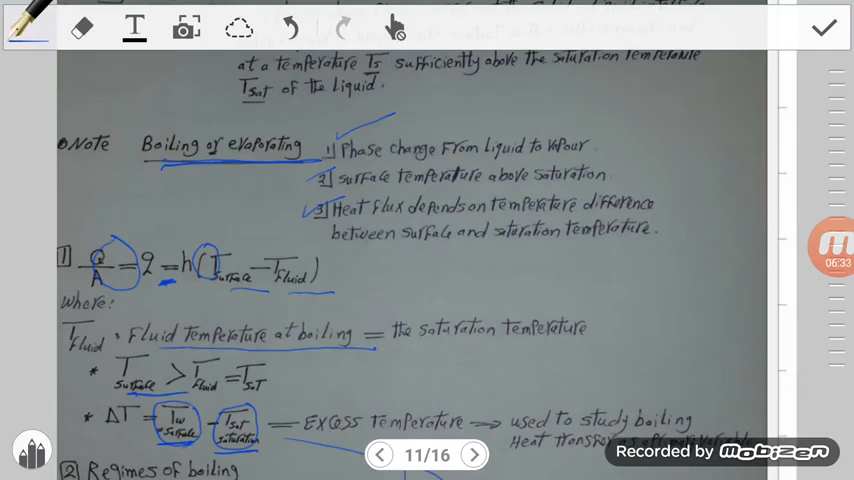 at a temperature Ts sufficiently above the saturation temperature
Tsat of the liquid.
Note Boiling or evaporating 1] Phase change From liquid to vapour.
2] surface temperature above saturation.
3] Heat flux depends on temperature difference
between surface and saturation temperature.
1] Q/A = q = h(Tsurface - TFluid)
where:
TFluid : Fluid temperature at boiling = the saturation temperature
* Tsurface > TFluid = TsaT
* ΔT = Tw surface - Tsat saturation = Excess Temperature → used to study boiling
Heat transfer as
2] Regimes of boiling
T
11/16
06:33
Recorded by mobizen